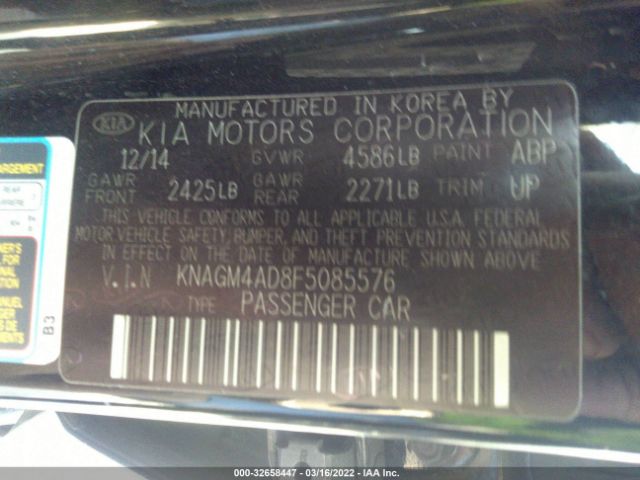 MANUFACTURED IN KOREA BY
KIA KIA MOTORS CORPORATION
12/14 GVWR 4586LB PAINT ABP
GAWR FRONT 2425LB GAWR REAR 2271LB TRIM UP
THIS VEHICLE CONFORMS TO ALL APPLICABLE U.S.A. FEDERAL
MOTOR VEHICLE SAFETY, BUMPER, AND THEFT PREVENTION STANDARDS
IN EFFECT ON THE DATE OF MANUFACTURE SHOWN ABOVE
V.I.N KNAGM4AD8F5085576
TYPE PASSENGER CAR
REAR
B3
000-32658447 - 03/16/2022 - IAA Inc.